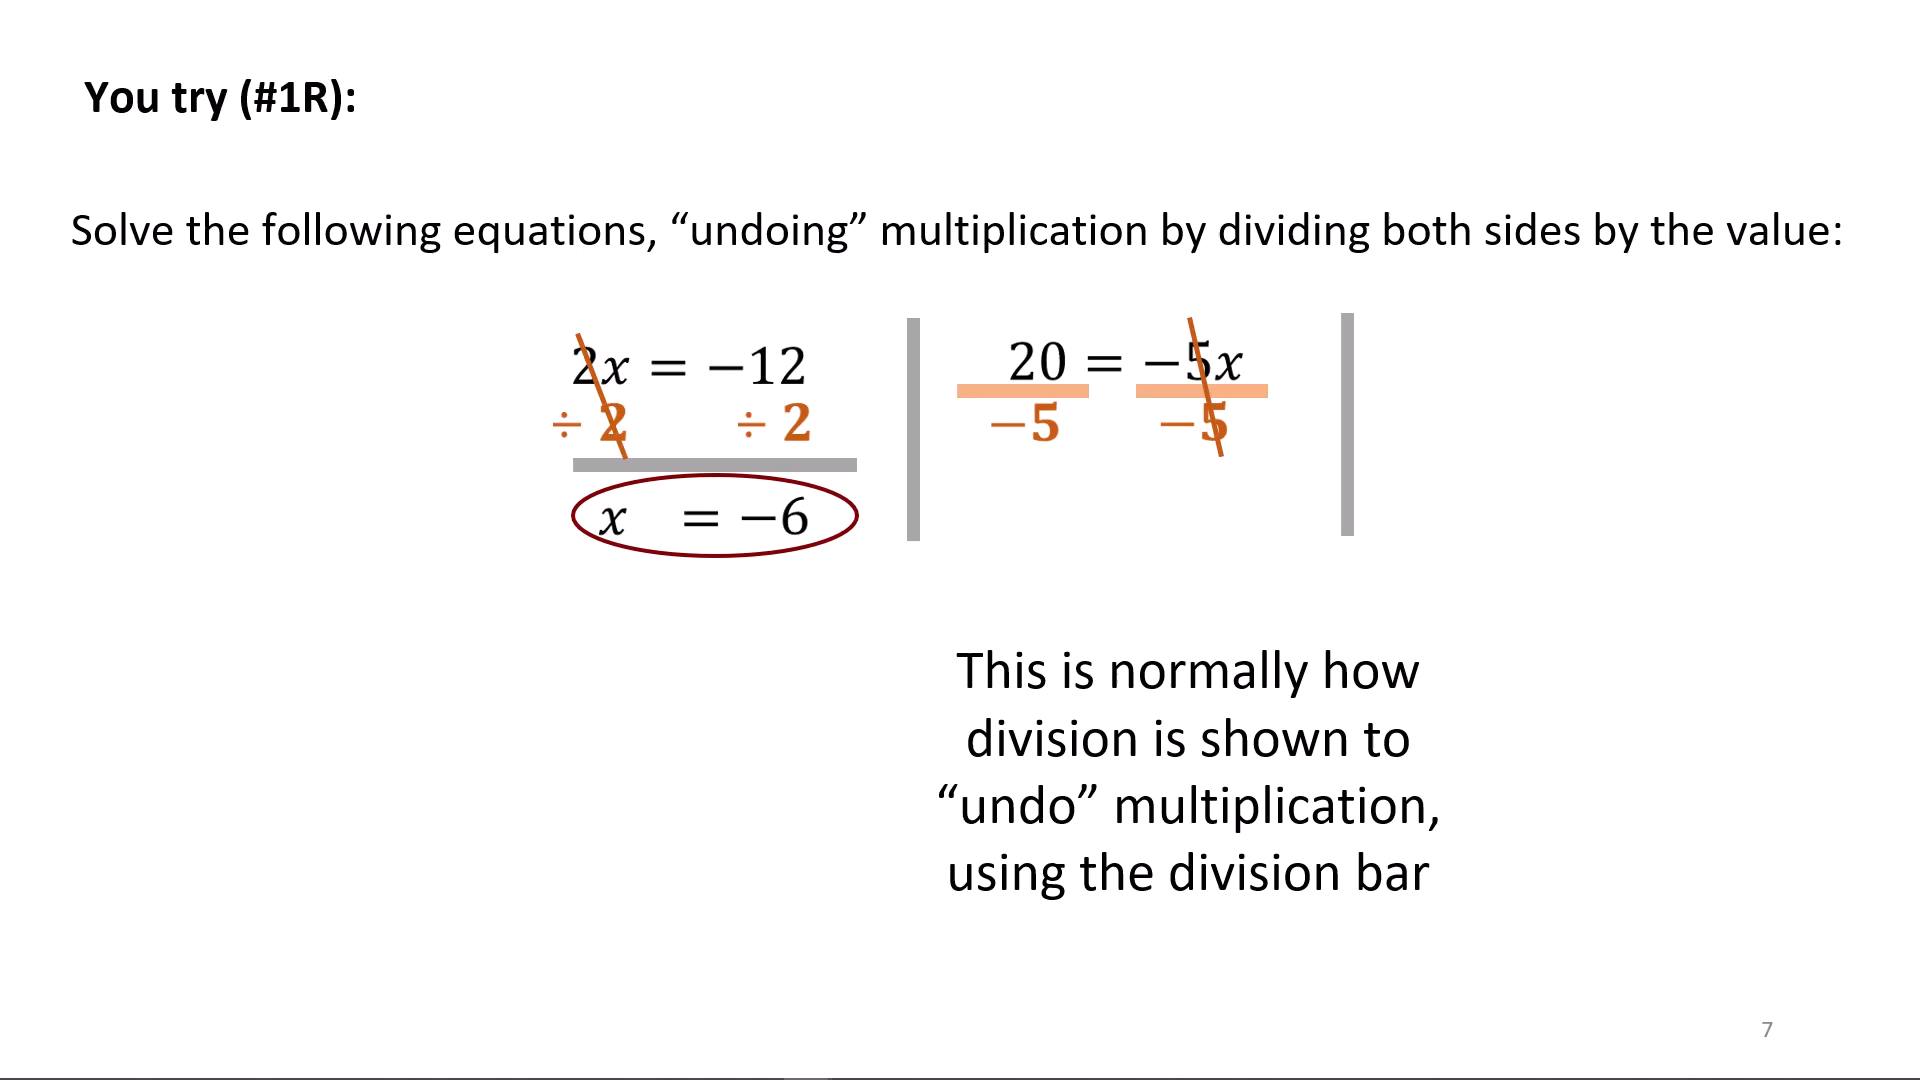 You try (#1R):
Solve the following equations, “undoing” multiplication by dividing both sides by the value:
2x = −12
÷ 2 ÷ 2
x = −6
20 = −5x
−5 −5
This is normally how
division is shown to
“undo” multiplication,
using the division bar
7